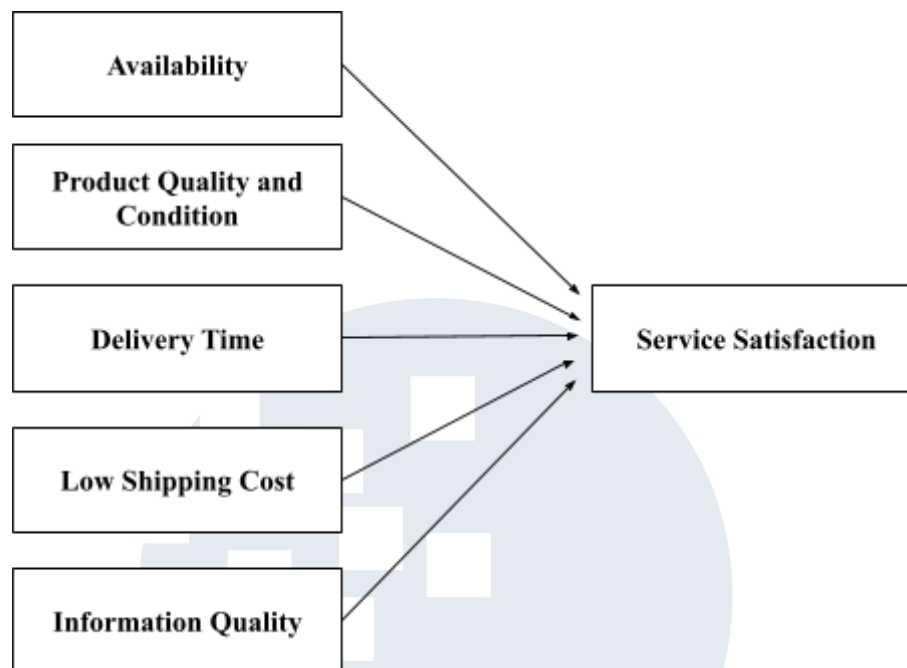 Availability
Product Quality and
Condition
Delivery Time
Service Satisfaction
Low Shipping Cost
Information Quality